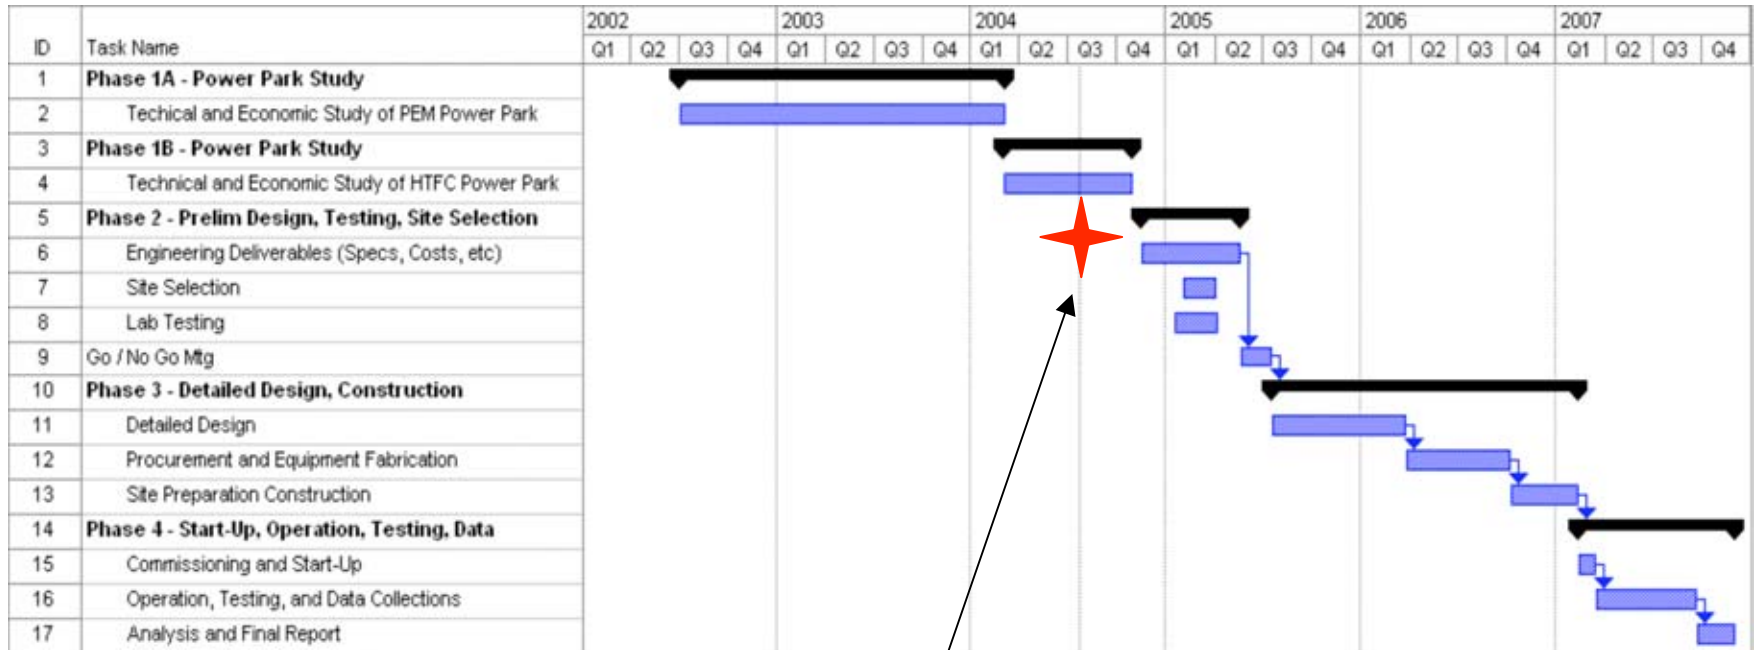 2002 2003 2004 2005 2006 2007
ID Task Name Q1 Q2 Q3 Q4 Q1 Q2 Q3 Q4 Q1 Q2 Q3 Q4 Q1 Q2 Q3 Q4 Q1 Q2 Q3 Q4 Q1 Q2 Q3 Q4
1 Phase 1A - Power Park Study
2 Techical and Economic Study of PEM Power Park
3 Phase 1B - Power Park Study
4 Technical and Economic Study of HTFC Power Park
5 Phase 2 - Prelim Design, Testing, Site Selection
6 Engineering Deliverables (Specs, Costs, etc)
7 Site Selection
8 Lab Testing
9 Go / No Go Mtg
10 Phase 3 - Detailed Design, Construction
11 Detailed Design
12 Procurement and Equipment Fabrication
13 Site Preparation Construction
14 Phase 4 - Start-Up, Operation, Testing, Data
15 Commissioning and Start-Up
16 Operation, Testing, and Data Collections
17 Analysis and Final Report